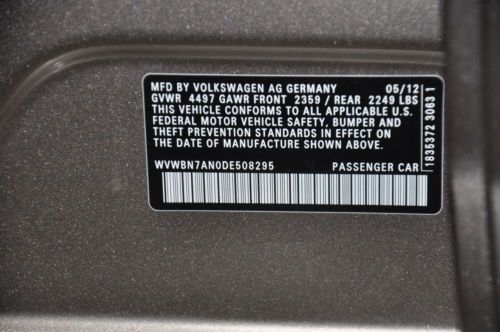 MFD BY VOLKSWAGEN AG GERMANY 05/12
GVWR 4497 GAWR FRONT 2359 / REAR 2249 LBS
THIS VEHICLE CONFORMS TO ALL APPLICABLE U.S.
FEDERAL MOTOR VEHICLE SAFETY, BUMPER AND
THEFT PREVENTION STANDARDS IN EFFECT ON
THE DATE OF MANUFACTURE SHOWN ABOVE.
WVWBN7AN0DE508295 PASSENGER CAR
1835372 30631